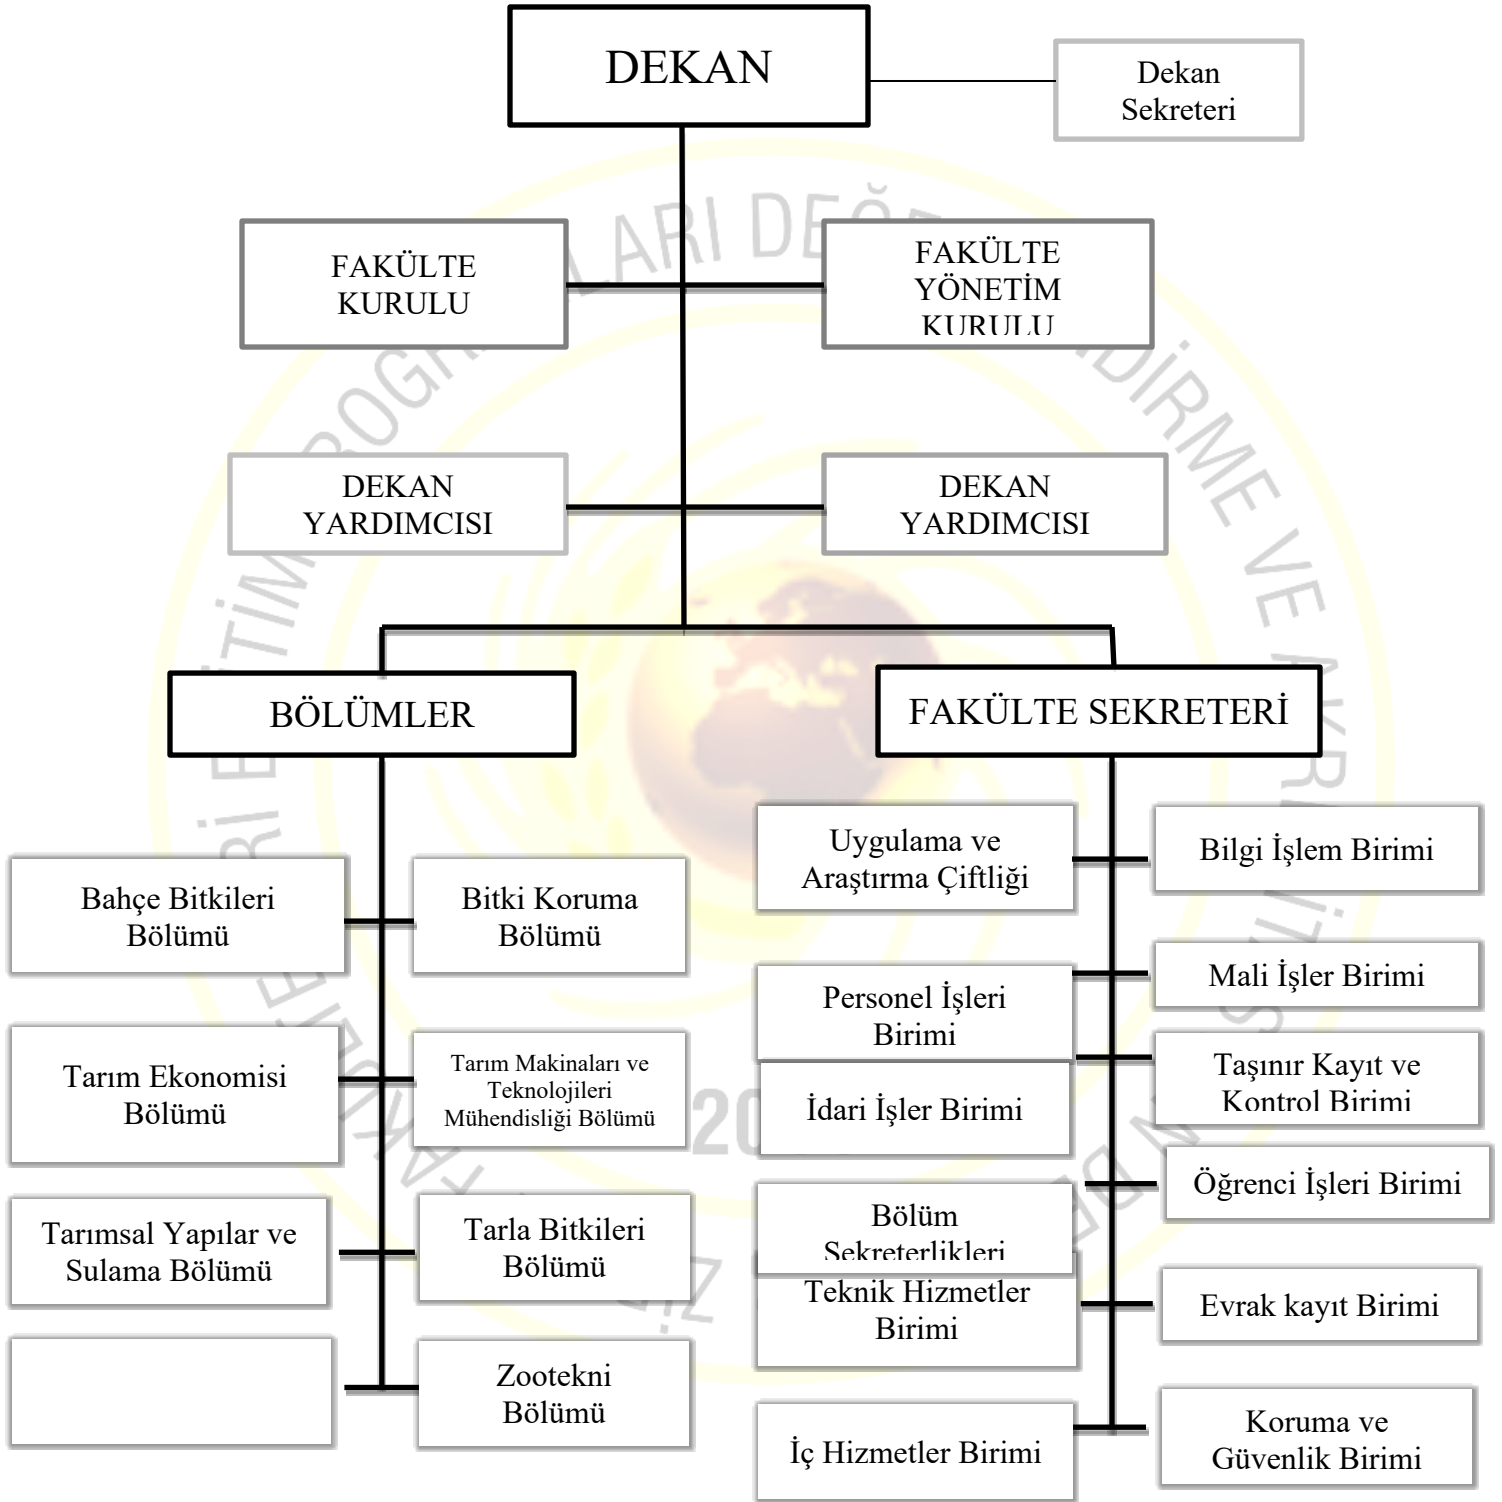 DEKAN
Dekan
Sekreteri
FAKÜLTE
KURULU
FAKÜLTE
YÖNETİM
KURULU
DEKAN
YARDIMCISI
DEKAN
YARDIMCISI
BÖLÜMLER
FAKÜLTE SEKRETERİ
Bahçe Bitkileri
Bölümü
Bitki Koruma
Bölümü
Tarım Ekonomisi
Bölümü
Tarım Makinaları ve
Teknolojileri
Mühendisliği Bölümü
Tarımsal Yapılar ve
Sulama Bölümü
Tarla Bitkileri
Bölümü
Zootekni
Bölümü
Uygulama ve
Araştırma Çiftliği
Bilgi İşlem Birimi
Personel İşleri
Birimi
Mali İşler Birimi
İdari İşler Birimi
Taşınır Kayıt ve
Kontrol Birimi
Bölüm
Sekreterlikleri
Öğrenci İşleri Birimi
Teknik Hizmetler
Birimi
Evrak kayıt Birimi
İç Hizmetler Birimi
Koruma ve
Güvenlik Birimi